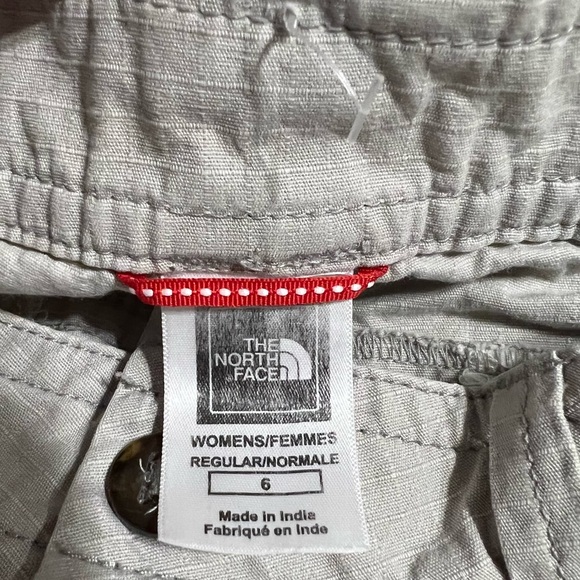 THE
NORTH
FACE
WOMENS/FEMMES
REGULAR/NORMALE
6
Made in India
Fabriqué en Inde